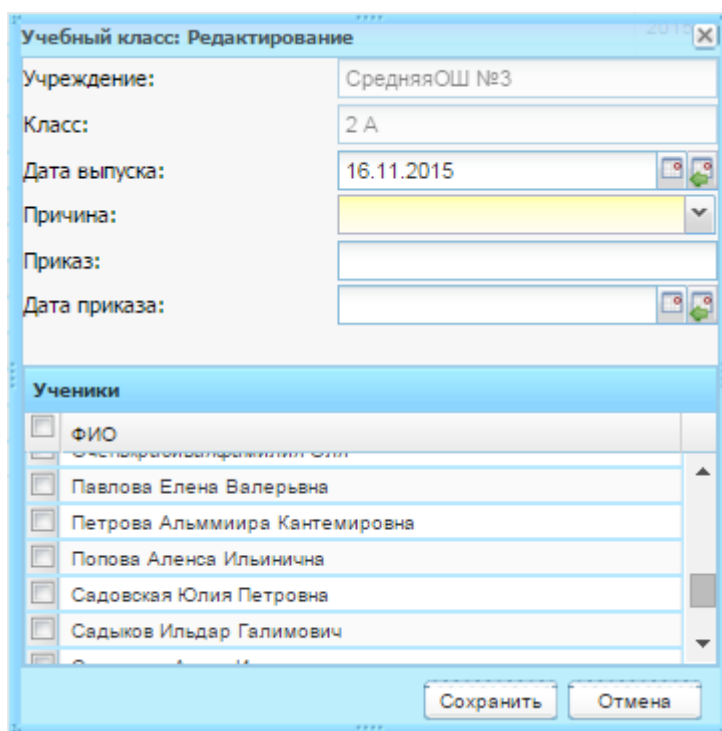 Учебный класс: Редактирование
2015
Учреждение: СредняяОШ №3
Класс: 2 А
Дата выпуска: 16.11.2015
Причина:
Приказ:
Дата приказа:
Ученики
ФИО
Павлова Елена Валерьвна
Петрова Альммиира Кантемировна
Попова Аленса Ильинична
Садовская Юлия Петровна
Садыков Ильдар Галимович
Сохранить Отмена